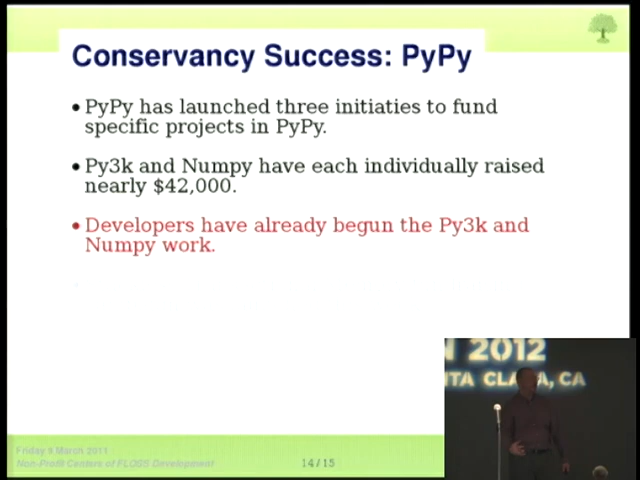 Conservancy Success: PyPy
• PyPy has launched three initiaties to fund
specific projects in PyPy.
• Py3k and Numpy have each individually raised
nearly $42,000.
• Developers have already begun the Py3k and
Numpy work.
N 2012
TA CLARA, CA
Friday 9 March 2011
Non-Profit Centers of FLOSS Development
14/15